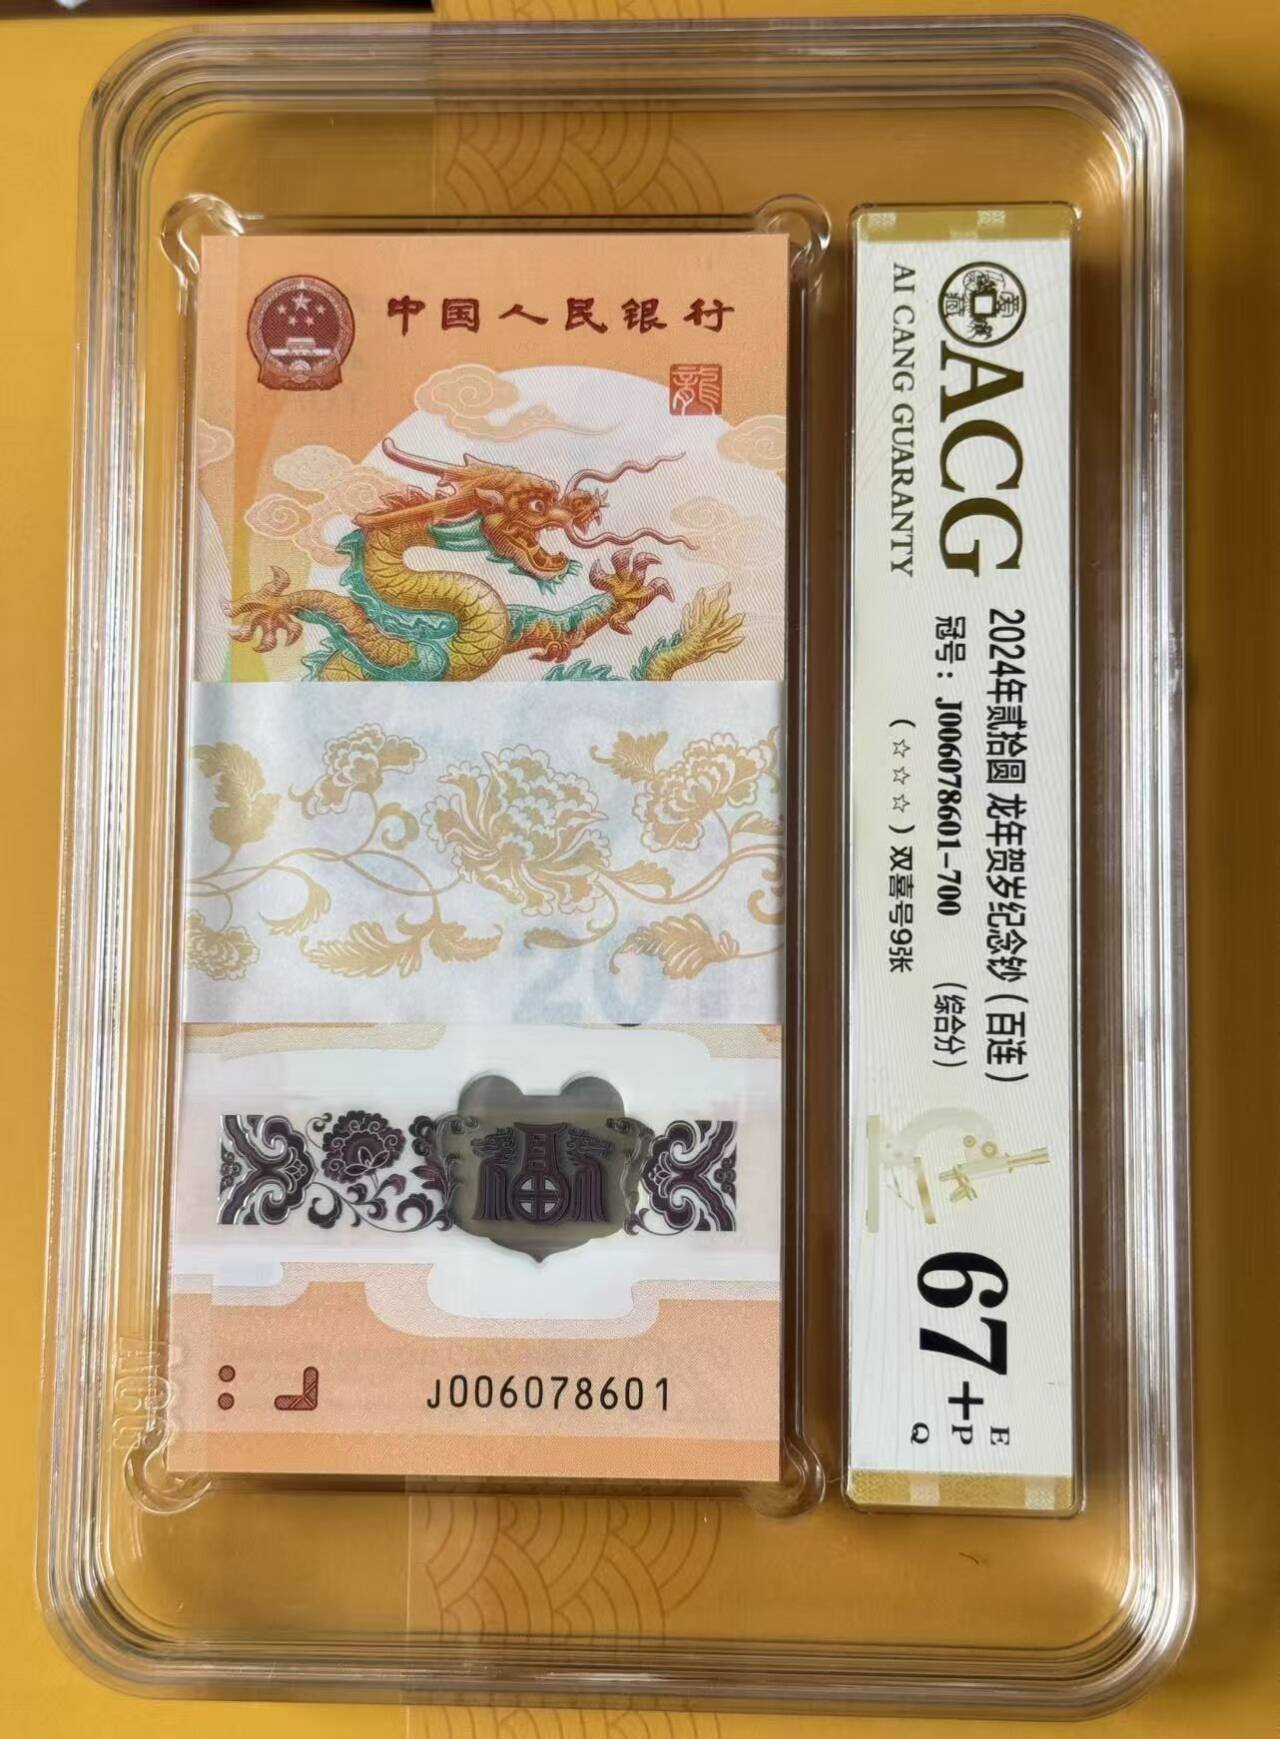 中国人民银行
龍
20
J006078601
ACG
AI CANG GUARANTY
2024年贰拾圆 龙年贺岁纪念钞（百连）
冠号：J006078601-700 （综合分）
（☆☆☆）双喜号9张
67+
E
P
Q